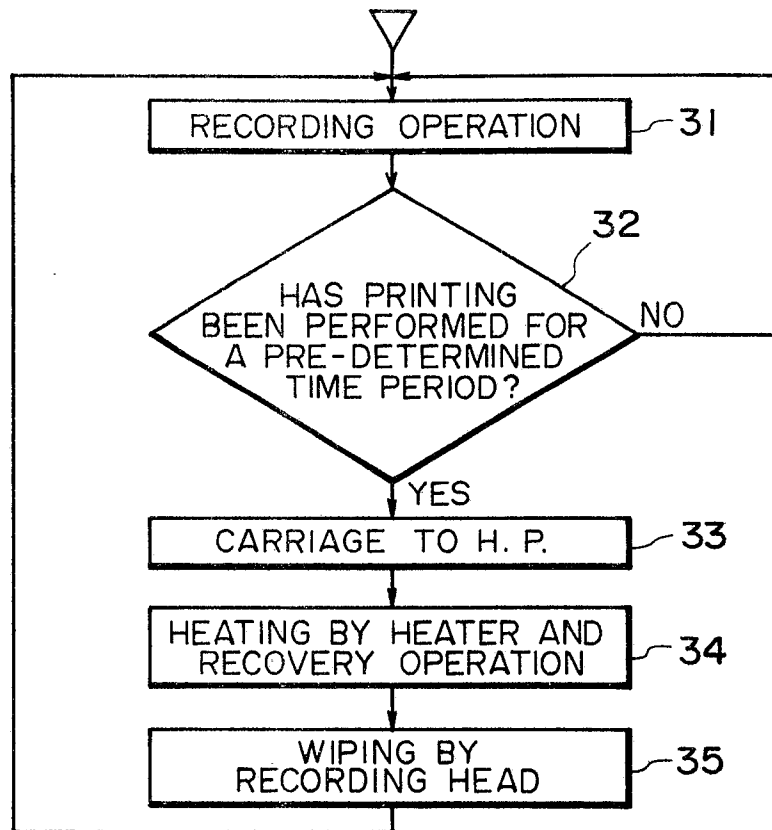 RECORDING OPERATION
31
32
HAS PRINTING
BEEN PERFORMED FOR
A PRE-DETERMINED
TIME PERIOD?
NO
YES
CARRIAGE TO H. P.
33
HEATING BY HEATER AND
RECOVERY OPERATION
34
WIPING BY
RECORDING HEAD
35